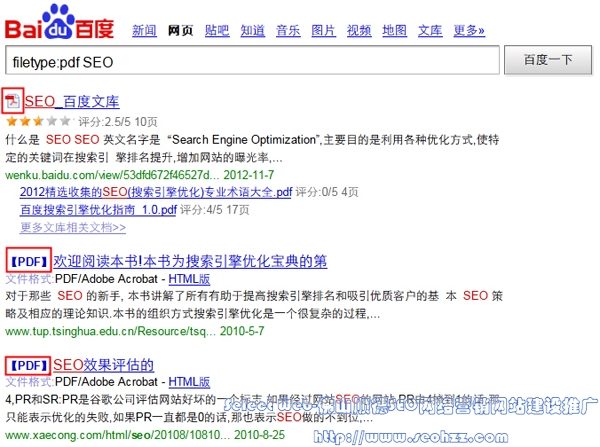 Bai du 百度
新闻 网页 贴吧 知道 音乐 图片 视频 地图 文库 更多»
filetype:pdf SEO 百度一下
SEO_百度文库
评分:2.5/5 10页
什么是 SEO SEO 英文名字是 “Search Engine Optimization”,主要目的是利用各种优化方式,使特
定的关键词在搜索引 擎排名提升,增加网站的曝光率,...
wenku.baidu.com/view/53dfd672f46527d... 2012-11-7
2012精选收集的SEO(搜索引擎优化)专业术语大全.pdf 评分:0/5 4页
百度搜索引擎优化指南_1.0.pdf 评分:4/5 17页
更多文库相关文档>>
【PDF】欢迎阅读本书!本书为搜索引擎优化宝典的第
文件格式:PDF/Adobe Acrobat - HTML版
对于那些 SEO 的新手, 本书讲解了所有有助于提高搜索引擎排名和吸引优质客户的基 本 SEO 策
略及相应的理论知识.本书的组织方式搜索引擎优化是一个很复杂的过程,...
www.tup.tsinghua.edu.cn/Resource/tsq... 2010-5-7
【PDF】SEO效果评估的
文件格式:PDF/Adobe Acrobat - HTML版
4,PR和SR:PR是谷歌公司评估网站好坏的一个标志.如果经过网站SEO的网站,PR由4降到1的话,那
只能表示优化的失败,如果PR一直都是0的话,那也表示SEO做的不到位,...
www.xaecong.com/html/seo/20108/10810... 2010-8-25
SEO网络营销网站建设推广
http://www.seohzz.com